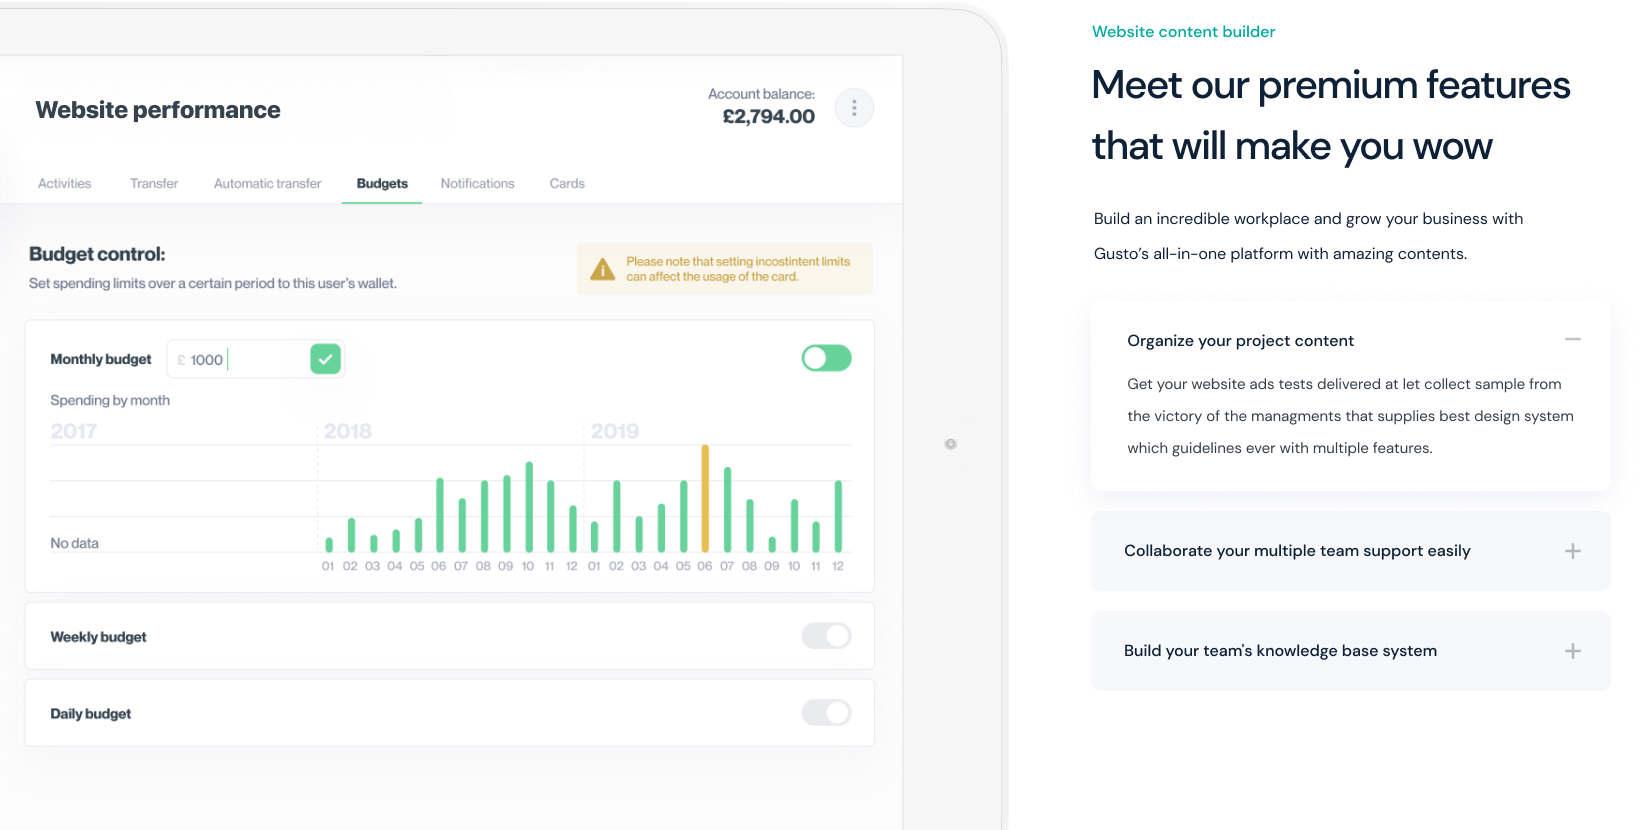 Website performance
Account balance:
£2,794.00
Activities Transfer Automatic transfer Budgets Notifications Cards
Budget control:
Set spending limits over a certain period to this user's wallet.
Please note that setting incostintent limits
can affect the usage of the card.
Monthly budget £ 1000
Spending by month
2017 2018 2019
No data
01 02 03 04 05 06 07 08 09 10 11 12 01 02 03 04 05 06 07 08 09 10 11 12
Weekly budget
Daily budget
Website content builder
Meet our premium features
that will make you wow
Build an incredible workplace and grow your business with
Gusto’s all-in-one platform with amazing contents.
Organize your project content
Get your website ads tests delivered at let collect sample from
the victory of the managments that supplies best design system
which guidelines ever with multiple features.
Collaborate your multiple team support easily
Build your team's knowledge base system